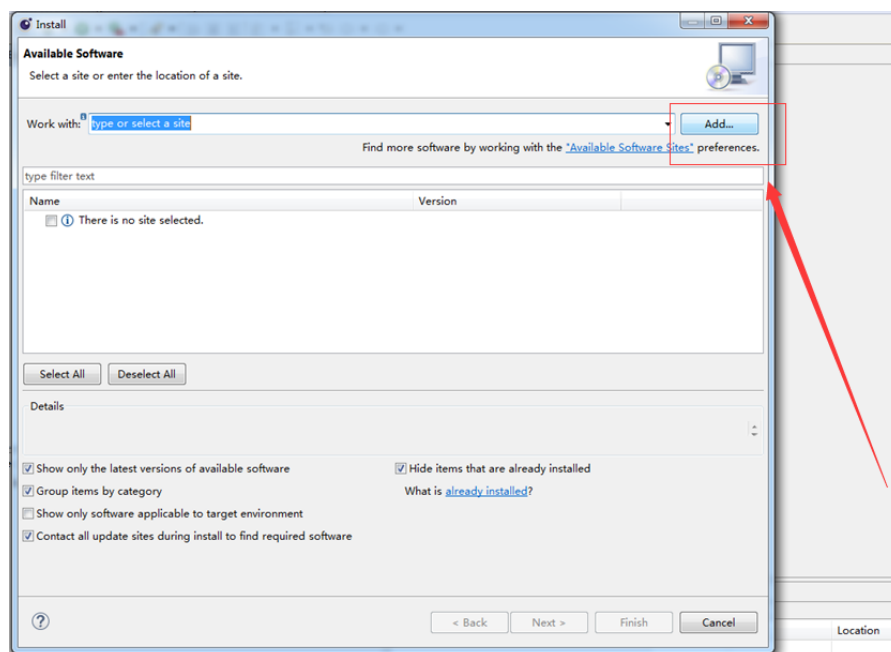 Install
Available Software
Select a site or enter the location of a site.
Work with: type or select a site Add...
Find more software by working with the "Available Software Sites" preferences.
type filter text
Name Version
There is no site selected.
Select All Deselect All
Details
Show only the latest versions of available software Hide items that are already installed
Group items by category What is already installed?
Show only software applicable to target environment
Contact all update sites during install to find required software
< Back Next > Finish Cancel
Location